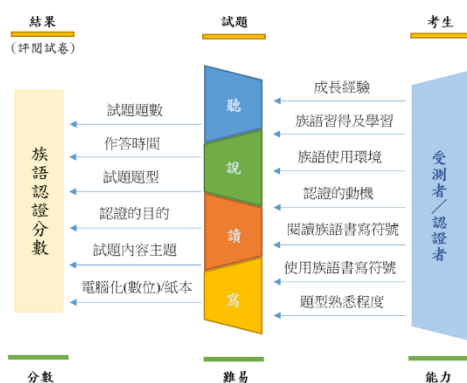 結果
(評閱試卷)
試題
考生
族語認證分數
試題題數
作答時間
試題題型
認證的目的
試題內容主題
電腦化(數位)/紙本
聽
說
讀
寫
成長經驗
族語習得及學習
族語使用環境
認證的動機
閱讀族語書寫符號
使用族語書寫符號
題型熟悉程度
受測者/認證者
分數
難易
能力